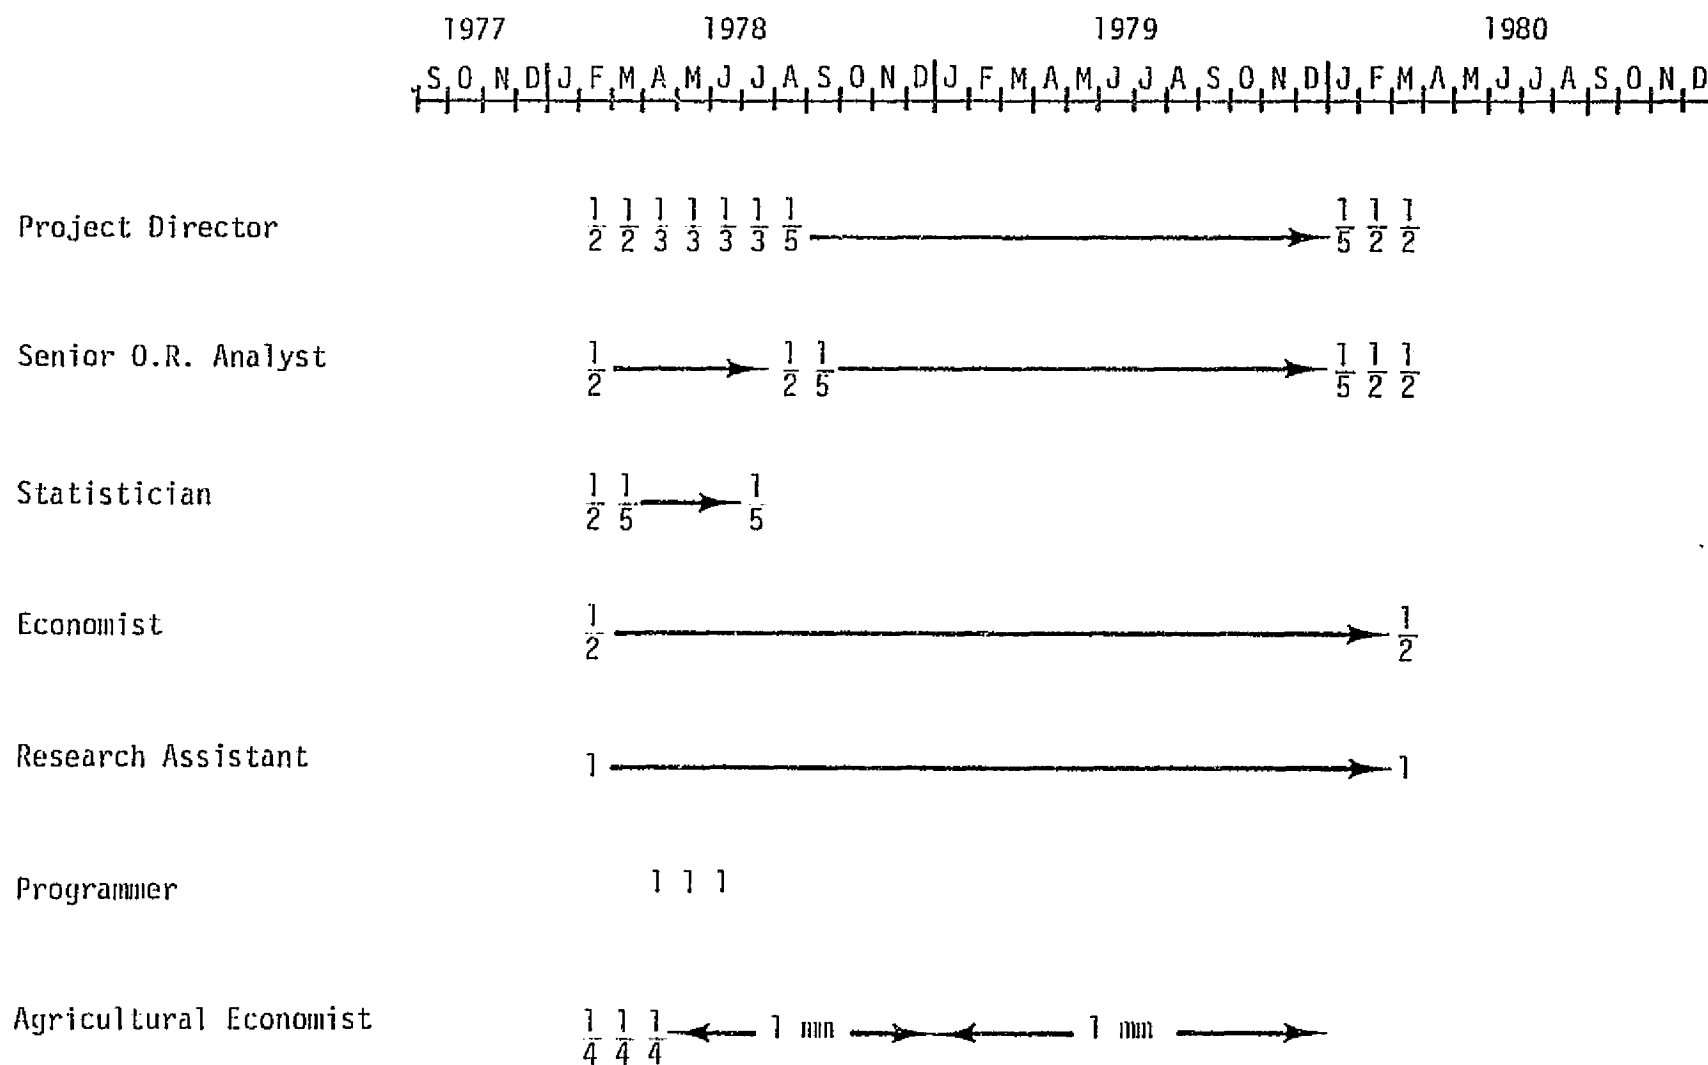 1977 1978 1979 1980
S O N D J F M A M J J A S O N D J F M A M J J A S O N D J F M A M J J A S O N D
Project Director 1/2 1/2 1/3 1/3 1/3 1/3 1/5 1/5 1/2 1/2
Senior O.R. Analyst 1/2 1/2 1/5 1/5 1/2 1/2
Statistician 1/2 1/5 1/5
Economist 1/2 1/2
Research Assistant 1 1
Programmer 1 1 1
Agricultural Economist 1/4 1/4 1/4 1 mm 1 mm